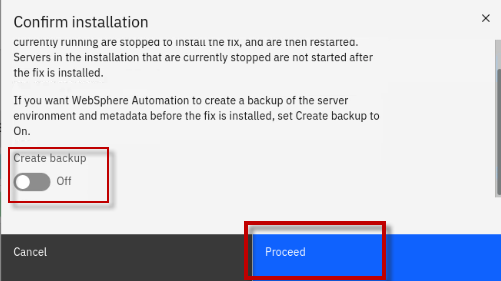 Confirm installation
currently running are stopped to install the fix, and are then restarted.
Servers in the installation that are currently stopped are not started after
the fix is installed.
If you want WebSphere Automation to create a backup of the server
environment and metadata before the fix is installed, set Create backup to
On.
Create backup
Off
Cancel
Proceed